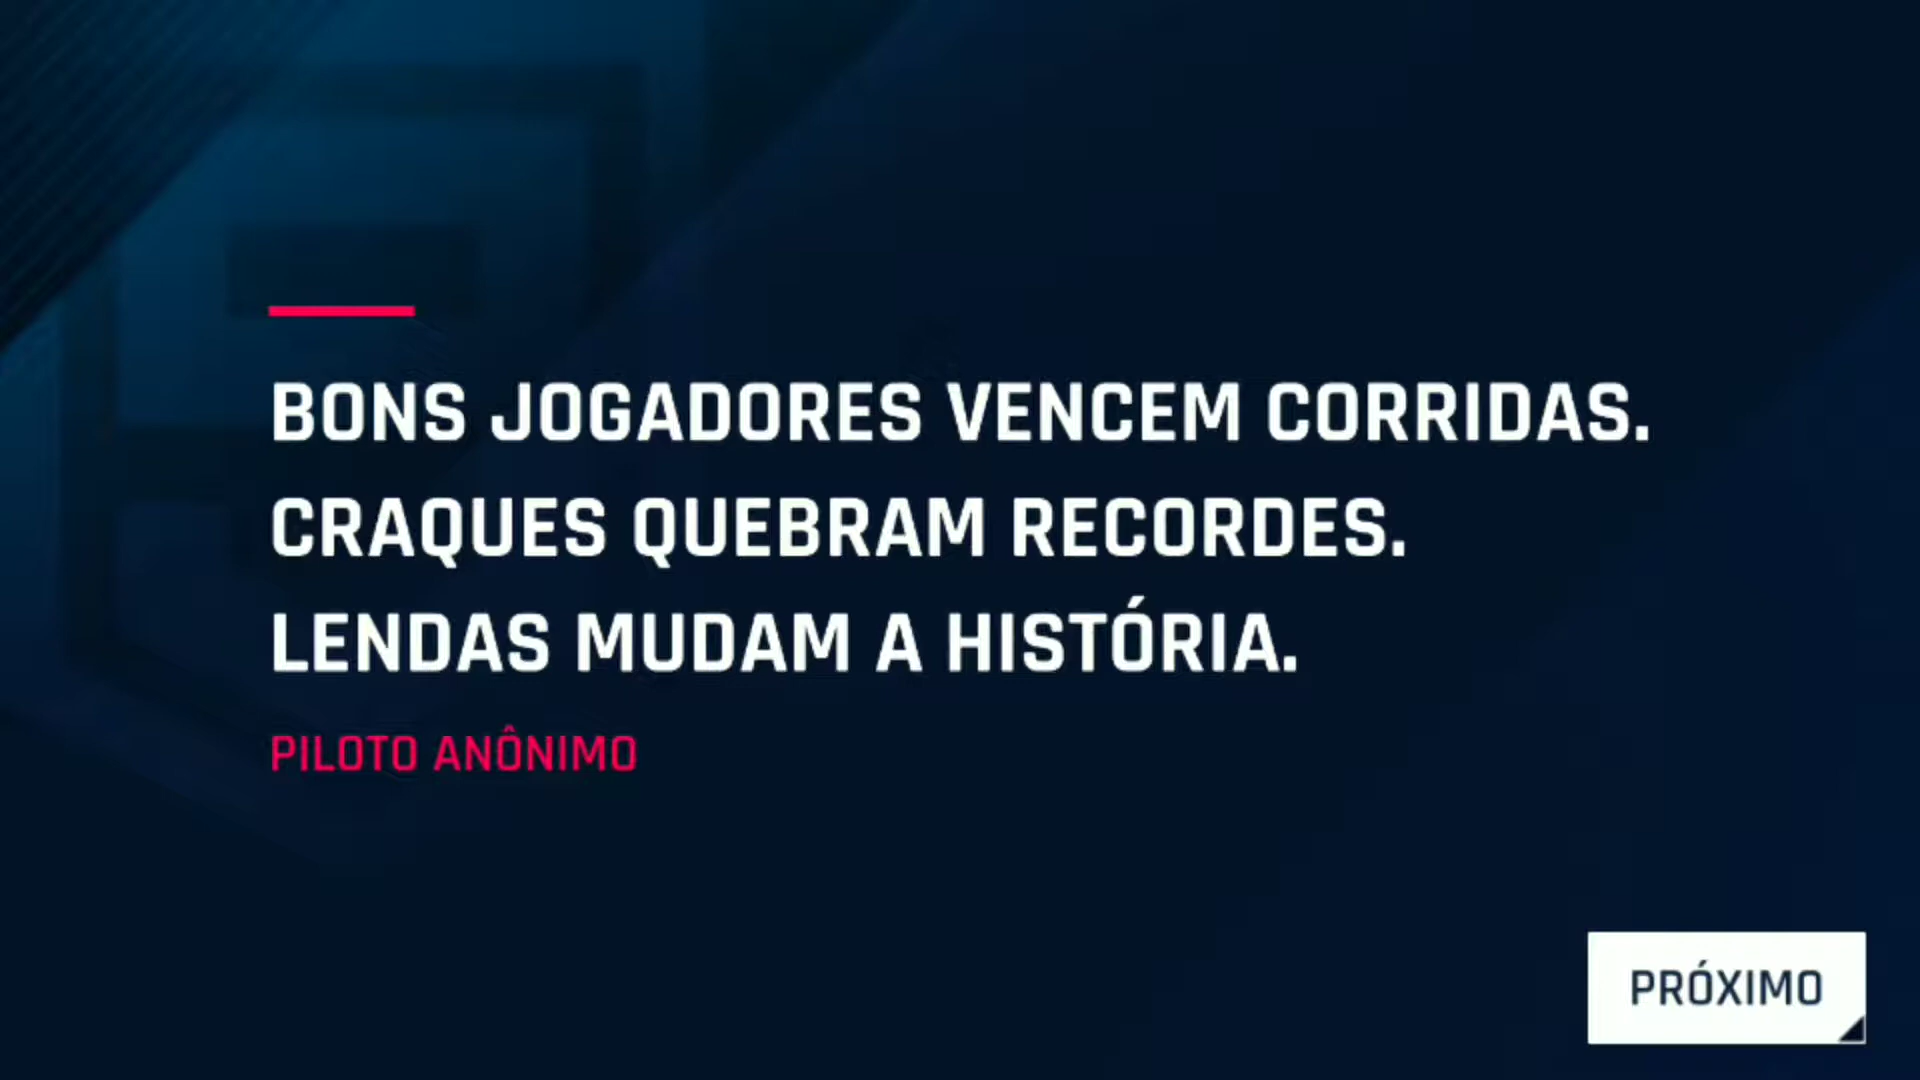 BONS JOGADORES VENCEM CORRIDAS.
CRAQUES QUEBRAM RECORDES.
LENDAS MUDAM A HISTÓRIA.
PILOTO ANÔNIMO
PRÓXIMO